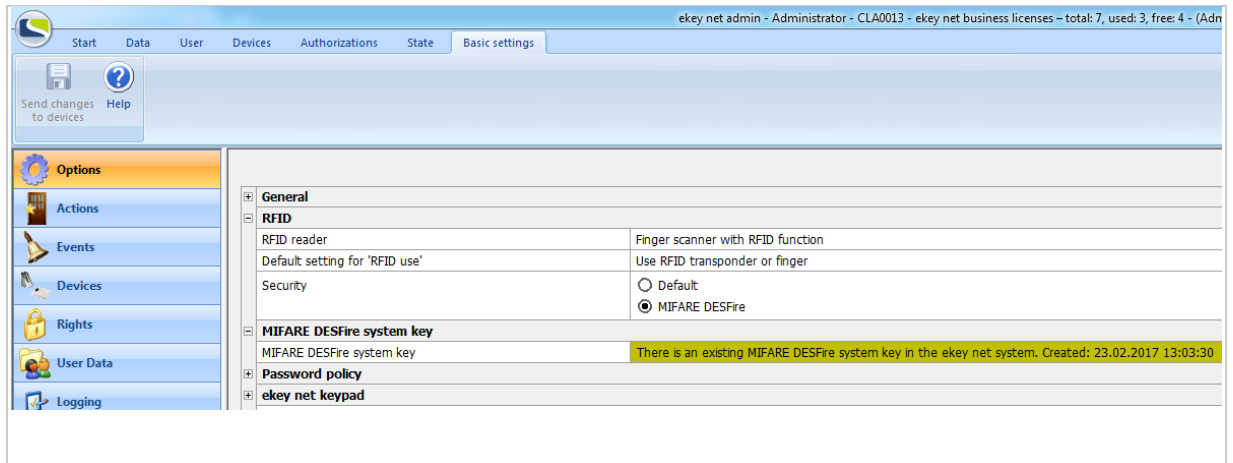 ekey net admin - Administrator - CLA0013 - ekey net business licenses – total: 7, used: 3, free: 4 - (Adm
Start Data User Devices Authorizations State Basic settings
Send changes to devices Help
Options
Actions
Events
Devices
Rights
User Data
Logging
General
RFID
RFID reader Finger scanner with RFID function
Default setting for 'RFID use' Use RFID transponder or finger
Security Default
MIFARE DESFire
MIFARE DESFire system key
MIFARE DESFire system key There is an existing MIFARE DESFire system key in the ekey net system. Created: 23.02.2017 13:03:30
Password policy
ekey net keypad